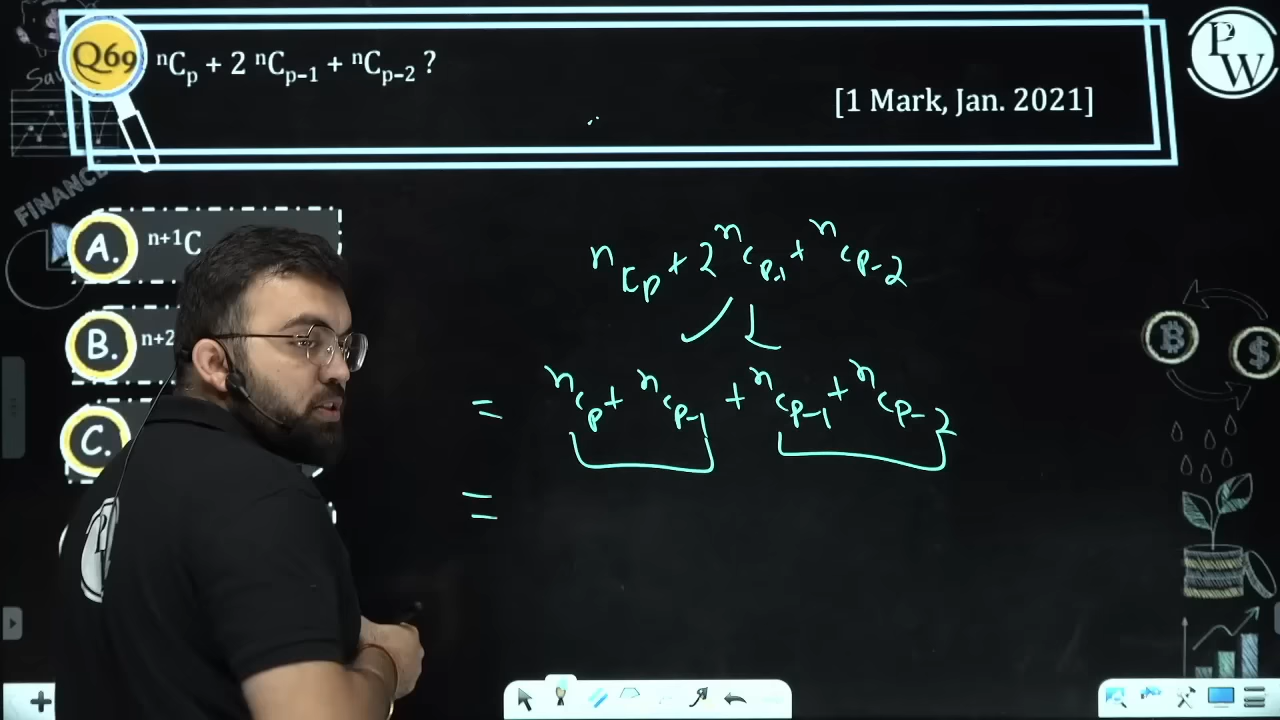 Q69 ⁿCₚ + 2 ⁿCₚ₋₁ + ⁿCₚ₋₂ ?
[1 Mark, Jan. 2021]
PW
FINANCE
A. ⁿ⁺¹C
B. ⁿ⁺²
C.
ⁿCₚ + 2 ⁿCₚ₋₁ + ⁿCₚ₋₂
= ⁿCₚ + ⁿCₚ₋₁ + ⁿCₚ₋₁ + ⁿCₚ₋₂
=